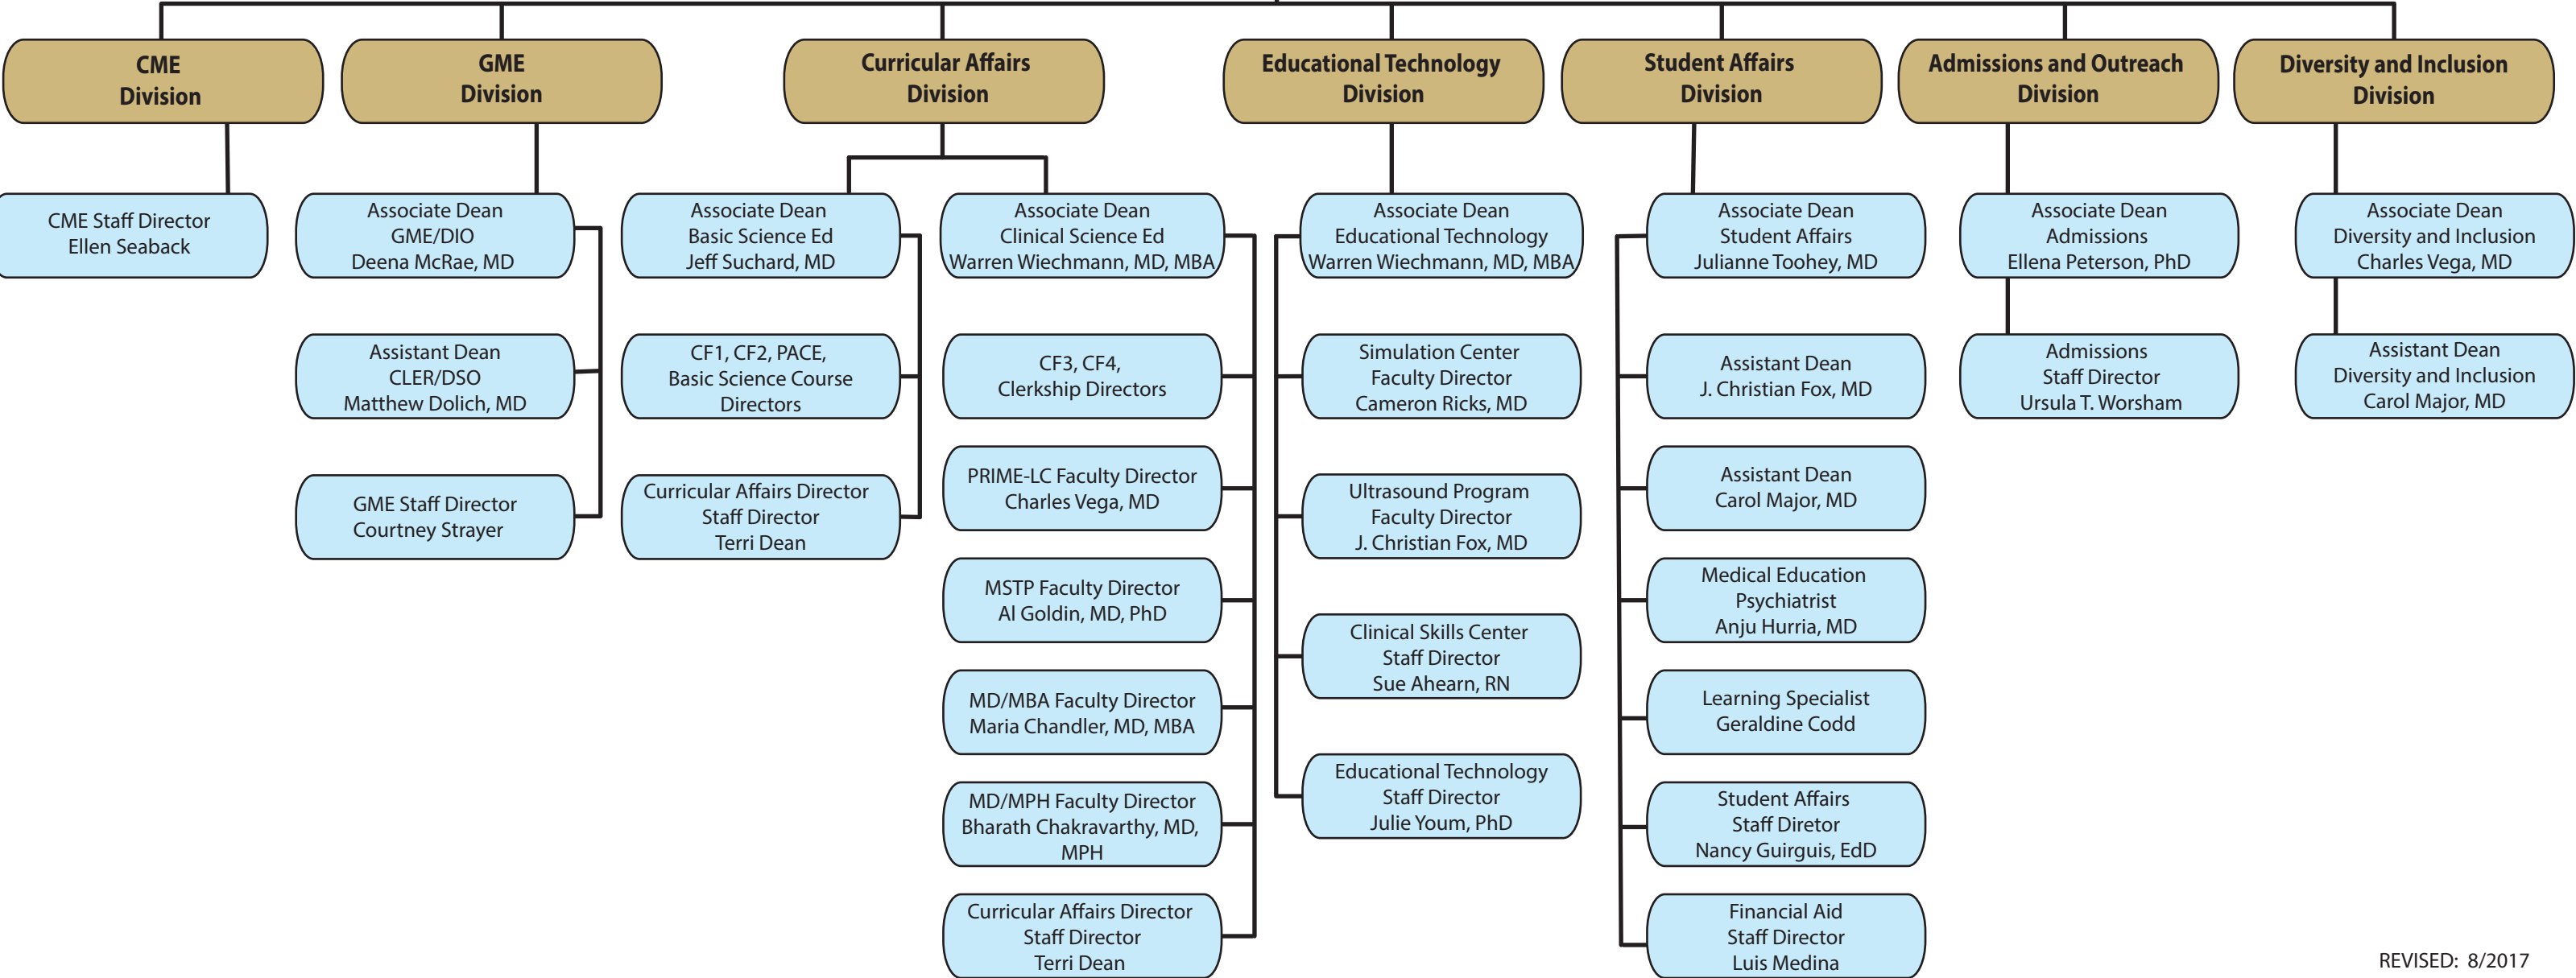 CME
Division
GME
Division
Curricular Affairs
Division
Educational Technology
Division
Student Affairs
Division
Admissions and Outreach
Division
Diversity and Inclusion
Division
CME Staff Director
Ellen Seaback
Associate Dean
GME/DIO
Deena McRae, MD
Assistant Dean
CLER/DSO
Matthew Dolich, MD
GME Staff Director
Courtney Strayer
Associate Dean
Basic Science Ed
Jeff Suchard, MD
CF1, CF2, PACE,
Basic Science Course
Directors
Curricular Affairs Director
Staff Director
Terri Dean
Associate Dean
Clinical Science Ed
Warren Wiechmann, MD, MBA
CF3, CF4,
Clerkship Directors
PRIME-LC Faculty Director
Charles Vega, MD
MSTP Faculty Director
Al Goldin, MD, PhD
MD/MBA Faculty Director
Maria Chandler, MD, MBA
MD/MPH Faculty Director
Bharath Chakravarthy, MD,
MPH
Curricular Affairs Director
Staff Director
Terri Dean
Associate Dean
Educational Technology
Warren Wiechmann, MD, MBA
Simulation Center
Faculty Director
Cameron Ricks, MD
Ultrasound Program
Faculty Director
J. Christian Fox, MD
Clinical Skills Center
Staff Director
Sue Ahearn, RN
Educational Technology
Staff Director
Julie Youm, PhD
Associate Dean
Student Affairs
Julianne Toohey, MD
Assistant Dean
J. Christian Fox, MD
Assistant Dean
Carol Major, MD
Medical Education
Psychiatrist
Anju Hurria, MD
Learning Specialist
Geraldine Codd
Student Affairs
Staff Diretor
Nancy Guirguis, EdD
Financial Aid
Staff Director
Luis Medina
Associate Dean
Admissions
Ellena Peterson, PhD
Admissions
Staff Director
Ursula T. Worsham
Associate Dean
Diversity and Inclusion
Charles Vega, MD
Assistant Dean
Diversity and Inclusion
Carol Major, MD
REVISED: 8/2017